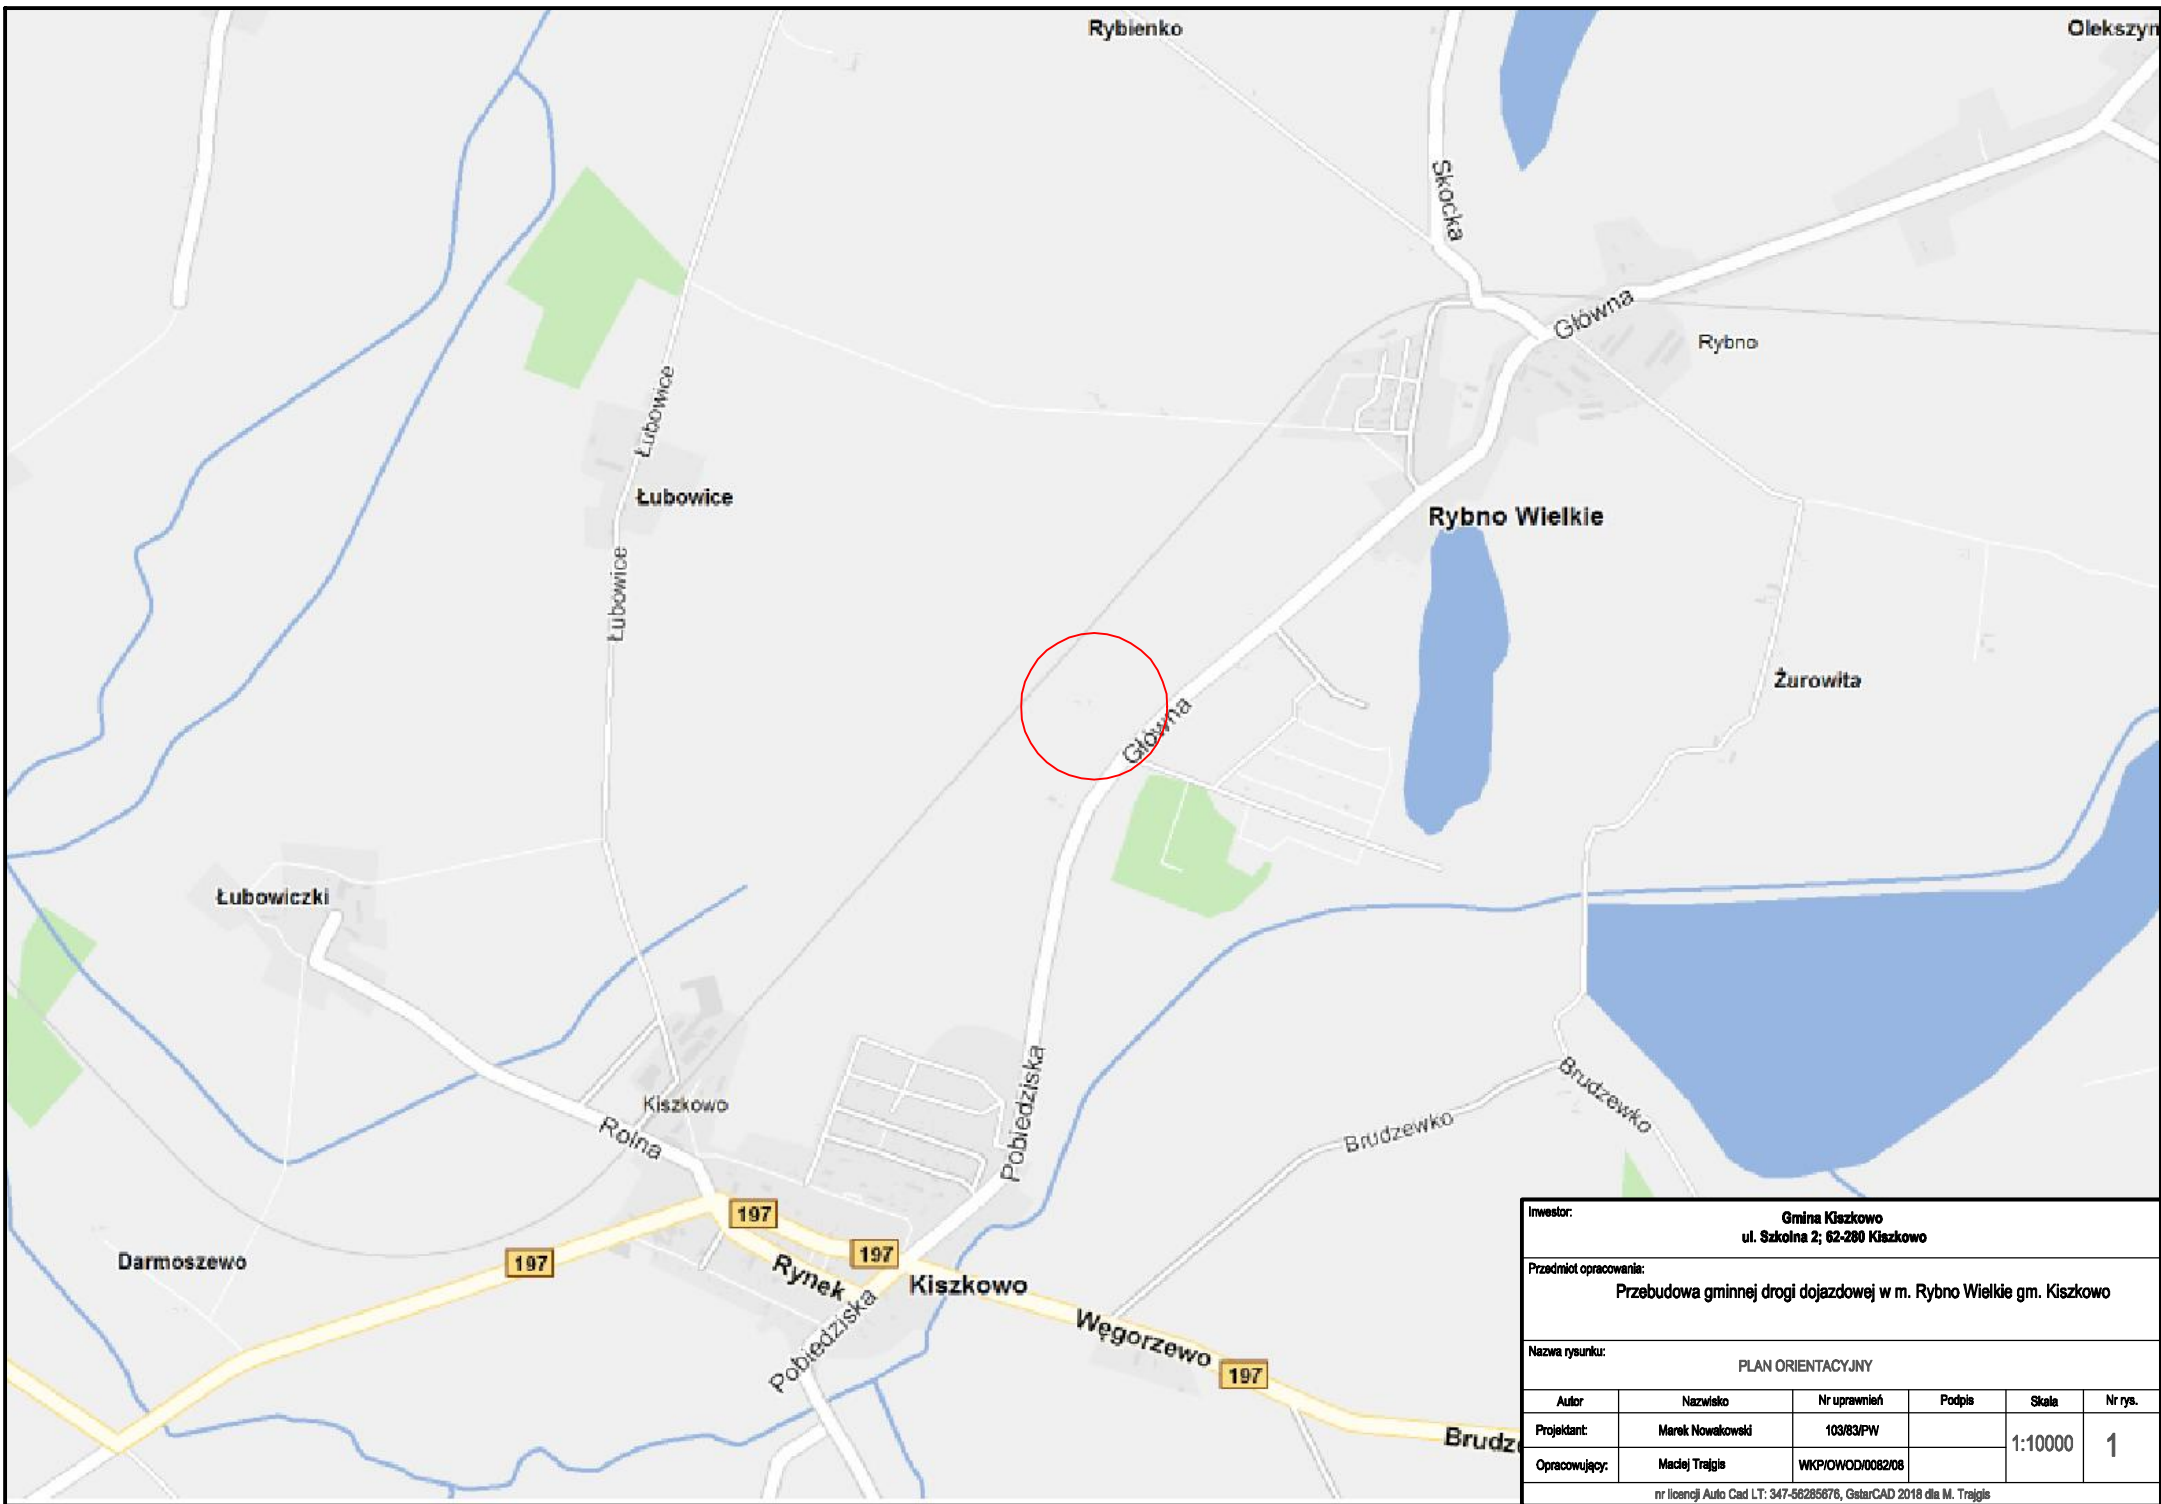 Rybienko
Olekszyn
Skocka
Główna
Rybno
Łubowice
Łubowice
Rybno Wielkie
Łubowice
Żurowita
Główna
Łubowiczki
Kiszkowo
Rolna
Pobiedziska
Brudzewko
Brudzewko
197
197
197
Darmoszewo
Rynek
Kiszkowo
Pobiedziska
Węgorzewo
197
Brudz
Inwestor:
Gmina Kiszkowo
ul. Szkolna 2; 62-280 Kiszkowo
Przedmiot opracowania:
Przebudowa gminnej drogi dojazdowej w m. Rybno Wielkie gm. Kiszkowo
Nazwa rysunku:
PLAN ORIENTACYJNY
Autor Nazwisko Nr uprawnień Podpis Skala Nr rys.
Projektant: Marek Nowakowski 103/83/PW 1:10000 1
Opracowujący: Maciej Trajgis WKP/OWOD/0082/08
nr licencji Auto Cad LT: 347-56285676, GstarCAD 2018 dla M. Trajgis